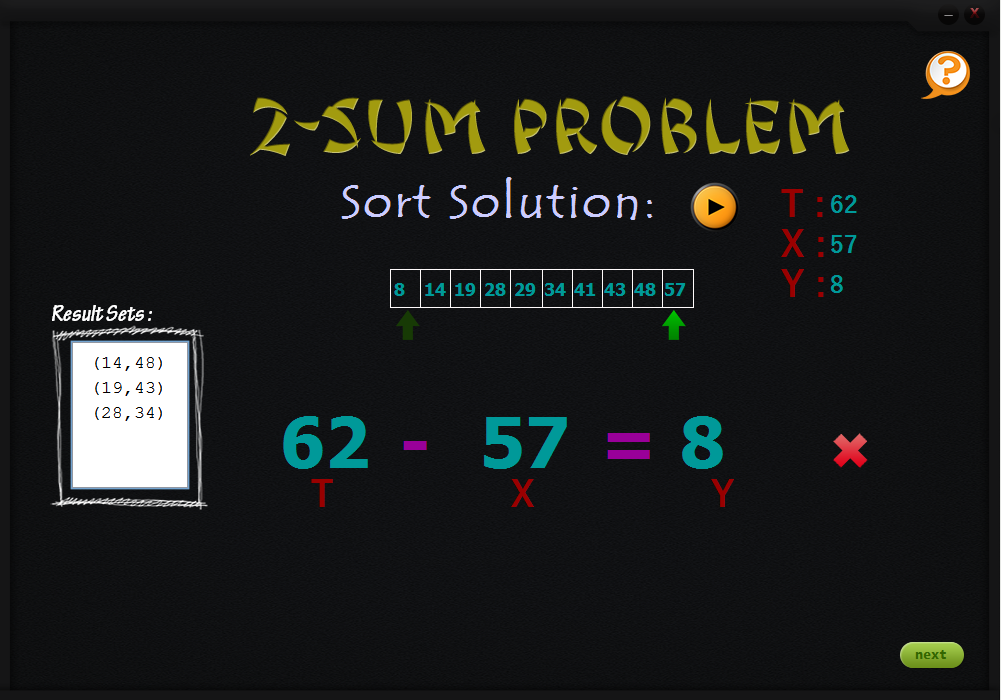 X
?
2-SUM PROBLEM
Sort Solution:
T : 62
X : 57
Y : 8
8 14 19 28 29 34 41 43 48 57
Result Sets :
(14,48)
(19,43)
(28,34)
62 - 57 = 8
T X Y
next